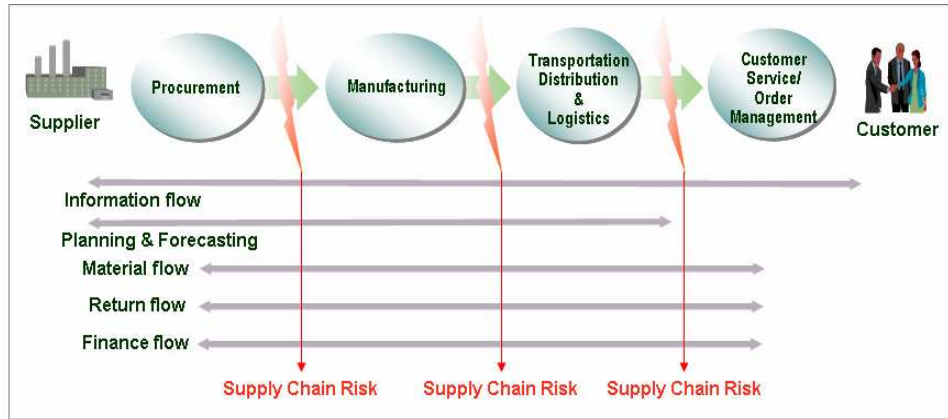 Supplier
Procurement
Manufacturing
Transportation
Distribution
&
Logistics
Customer
Service/
Order
Management
Customer
Information flow
Planning & Forecasting
Material flow
Return flow
Finance flow
Supply Chain Risk
Supply Chain Risk
Supply Chain Risk